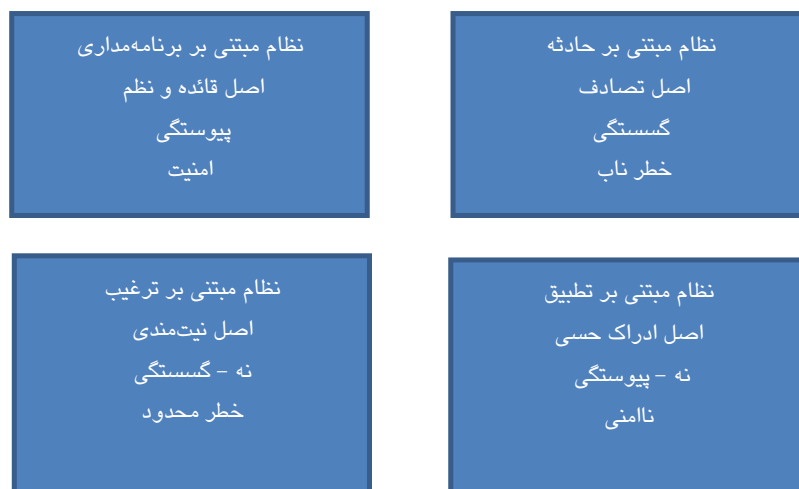 نظام مبتنی بر حادثه
اصل تصادف
گسستگی
خطر ناب
نظام مبتنی بر برنامه‌مداری
اصل قائده و نظم
پیوستگی
امنیت
نظام مبتنی بر تطبیق
اصل ادراک حسی
نه – پیوستگی
ناامنی
نظام مبتنی بر ترغیب
اصل نیت‌مندی
نه – گسستگی
خطر محدود